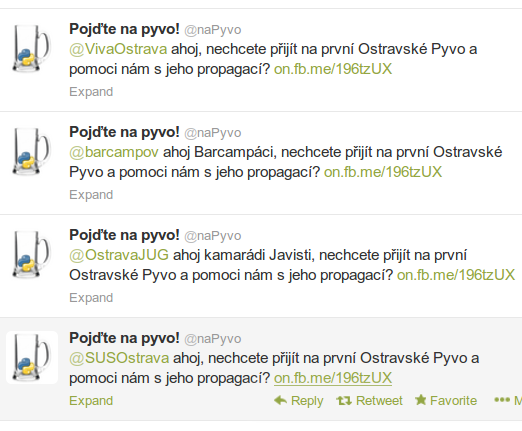 Pojďte na pyvo! @naPyvo
@VivaOstrava ahoj, nechcete přijít na první Ostravské Pyvo a
pomoci nám s jeho propagací? on.fb.me/196tzUX
Expand
Pojďte na pyvo! @naPyvo
@barcampov ahoj Barcampáci, nechcete přijít na první Ostravské
Pyvo a pomoci nám s jeho propagací? on.fb.me/196tzUX
Expand
Pojďte na pyvo! @naPyvo
@OstravaJUG ahoj kamarádi Javisti, nechcete přijít na první
Ostravské Pyvo a pomoci nám s jeho propagací? on.fb.me/196tzUX
Expand
Pojďte na pyvo! @naPyvo
@SUSOstrava ahoj, nechcete přijít na první Ostravské Pyvo a
pomoci nám s jeho propagací? on.fb.me/196tzUX
Expand Reply Retweet Favorite ••• M